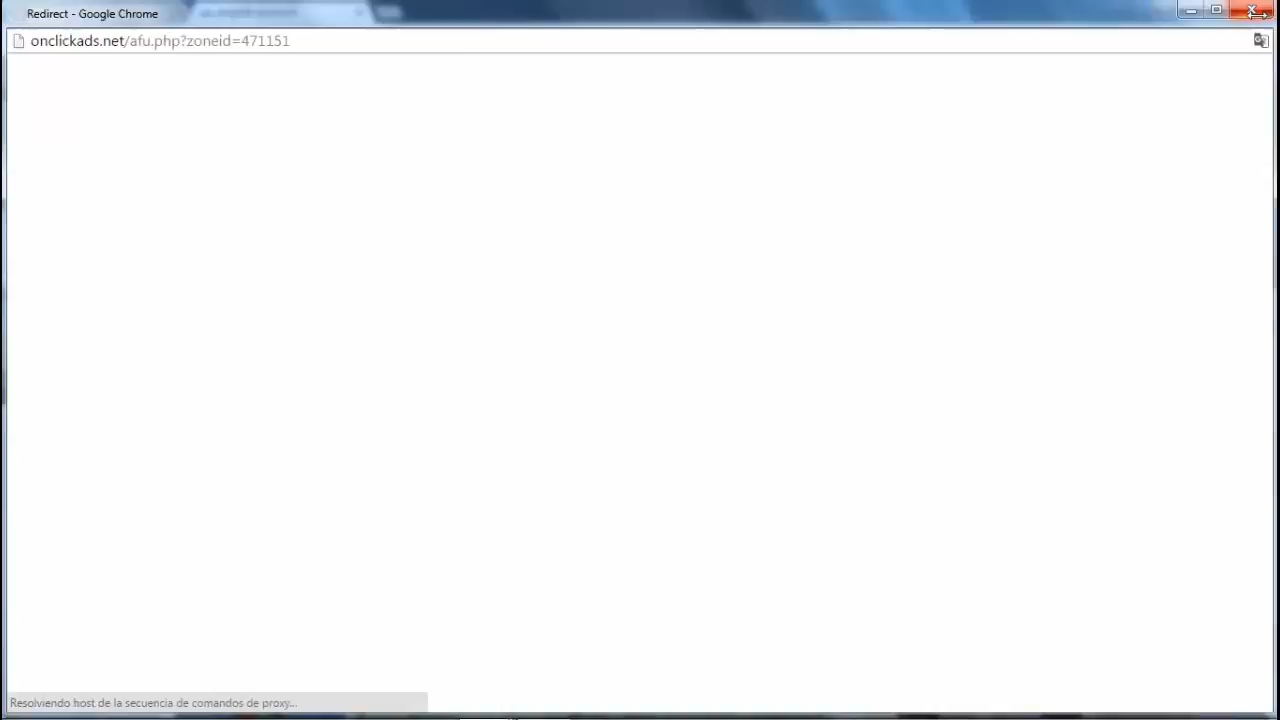 Redirect - Google Chrome
onclickads.net/afu.php?zoneid=471151
Resolviendo host de la secuencia de comandos de proxy...